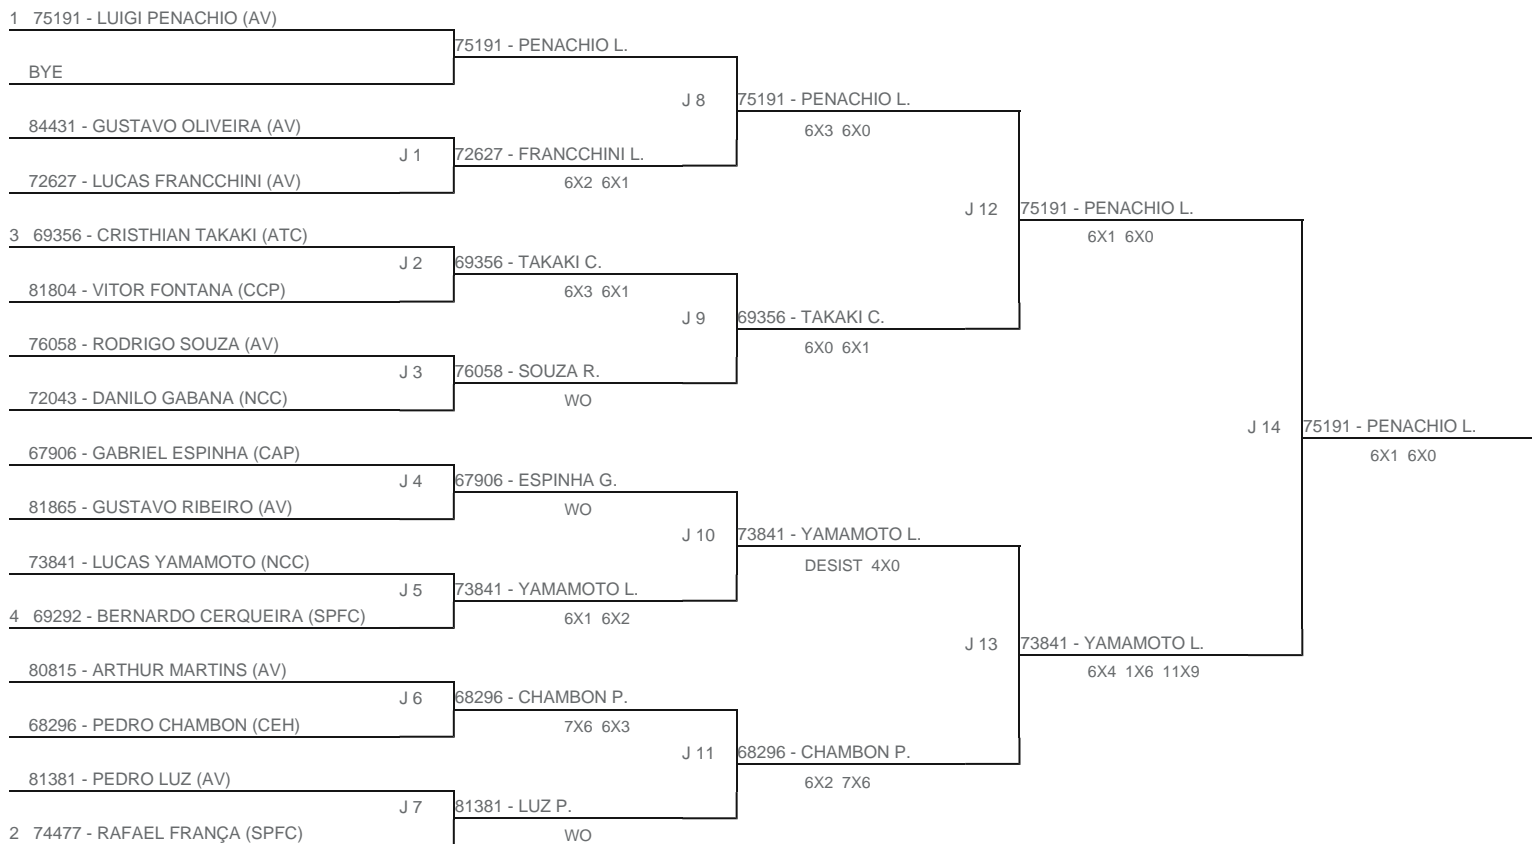 1 75191 - LUIGI PENACHIO (AV)
75191 - PENACHIO L.
BYE
J 8
75191 - PENACHIO L.
6X3 6X0
84431 - GUSTAVO OLIVEIRA (AV)
J 1
72627 - FRANCCHINI L.
72627 - LUCAS FRANCCHINI (AV)
6X2 6X1
J 12
75191 - PENACHIO L.
6X1 6X0
3 69356 - CRISTHIAN TAKAKI (ATC)
J 2
69356 - TAKAKI C.
81804 - VITOR FONTANA (CCP)
6X3 6X1
J 9
69356 - TAKAKI C.
6X0 6X1
76058 - RODRIGO SOUZA (AV)
J 3
76058 - SOUZA R.
72043 - DANILO GABANA (NCC)
WO
J 14
75191 - PENACHIO L.
6X1 6X0
67906 - GABRIEL ESPINHA (CAP)
J 4
67906 - ESPINHA G.
81865 - GUSTAVO RIBEIRO (AV)
WO
J 10
73841 - YAMAMOTO L.
DESIST 4X0
73841 - LUCAS YAMAMOTO (NCC)
J 5
73841 - YAMAMOTO L.
4 69292 - BERNARDO CERQUEIRA (SPFC)
6X1 6X2
J 13
73841 - YAMAMOTO L.
6X4 1X6 11X9
80815 - ARTHUR MARTINS (AV)
J 6
68296 - CHAMBON P.
68296 - PEDRO CHAMBON (CEH)
7X6 6X3
J 11
68296 - CHAMBON P.
6X2 7X6
81381 - PEDRO LUZ (AV)
J 7
81381 - LUZ P.
2 74477 - RAFAEL FRANÇA (SPFC)
WO